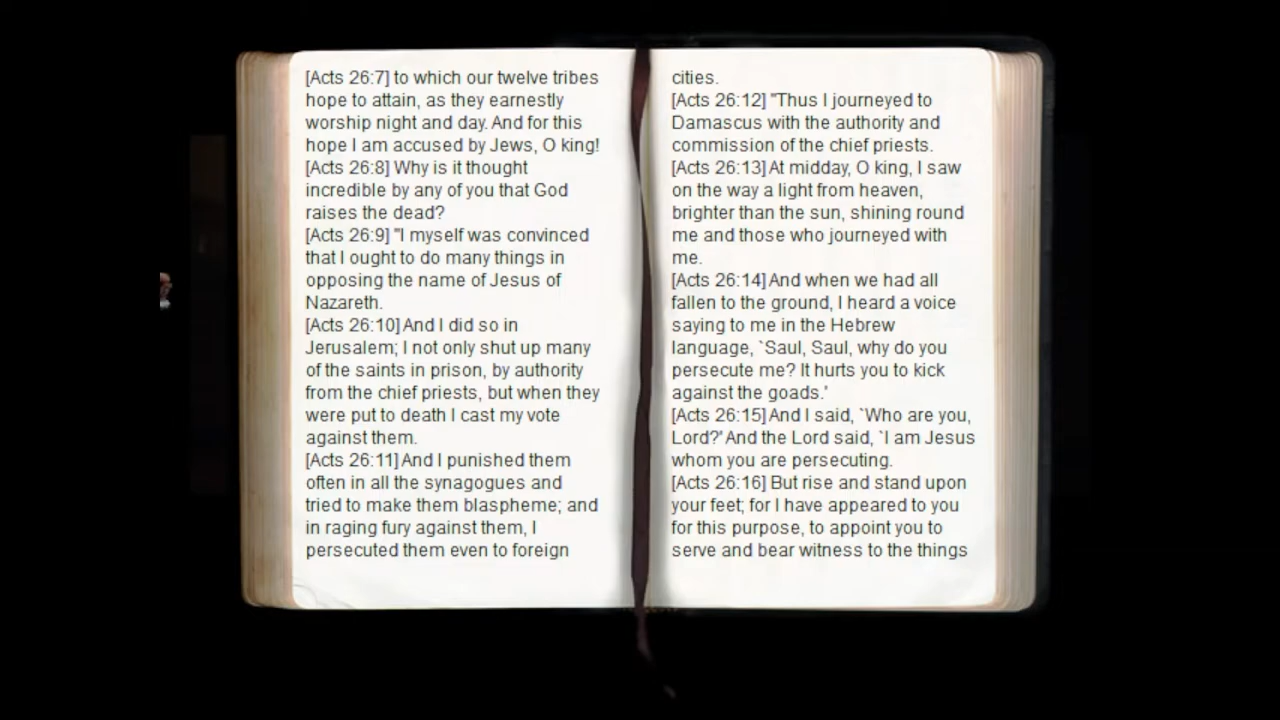 [Acts 26:7] to which our twelve tribes
hope to attain, as they earnestly
worship night and day. And for this
hope I am accused by Jews, O king!
[Acts 26:8] Why is it thought
incredible by any of you that God
raises the dead?
[Acts 26:9] "I myself was convinced
that I ought to do many things in
opposing the name of Jesus of
Nazareth.
[Acts 26:10] And I did so in
Jerusalem; I not only shut up many
of the saints in prison, by authority
from the chief priests, but when they
were put to death I cast my vote
against them.
[Acts 26:11] And I punished them
often in all the synagogues and
tried to make them blaspheme; and
in raging fury against them, I
persecuted them even to foreign
cities.
[Acts 26:12] "Thus I journeyed to
Damascus with the authority and
commission of the chief priests.
[Acts 26:13] At midday, O king, I saw
on the way a light from heaven,
brighter than the sun, shining round
me and those who journeyed with
me.
[Acts 26:14] And when we had all
fallen to the ground, I heard a voice
saying to me in the Hebrew
language, `Saul, Saul, why do you
persecute me? It hurts you to kick
against the goads.'
[Acts 26:15] And I said, `Who are you,
Lord?' And the Lord said, `I am Jesus
whom you are persecuting.
[Acts 26:16] But rise and stand upon
your feet; for I have appeared to you
for this purpose, to appoint you to
serve and bear witness to the things